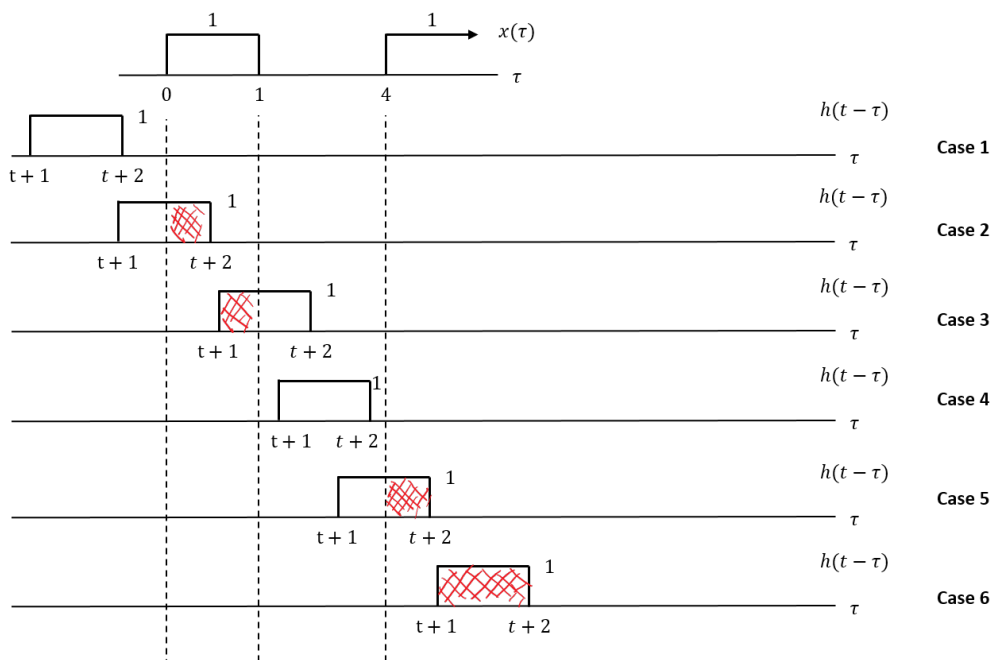 1 1 x(τ)
τ
0 1 4
1 h(t − τ)
τ Case 1
t + 1 t + 2
1 h(t − τ)
τ Case 2
t + 1 t + 2
1 h(t − τ)
τ Case 3
t + 1 t + 2
1 h(t − τ)
τ Case 4
t + 1 t + 2
1 h(t − τ)
τ Case 5
t + 1 t + 2
1 h(t − τ)
τ Case 6
t + 1 t + 2